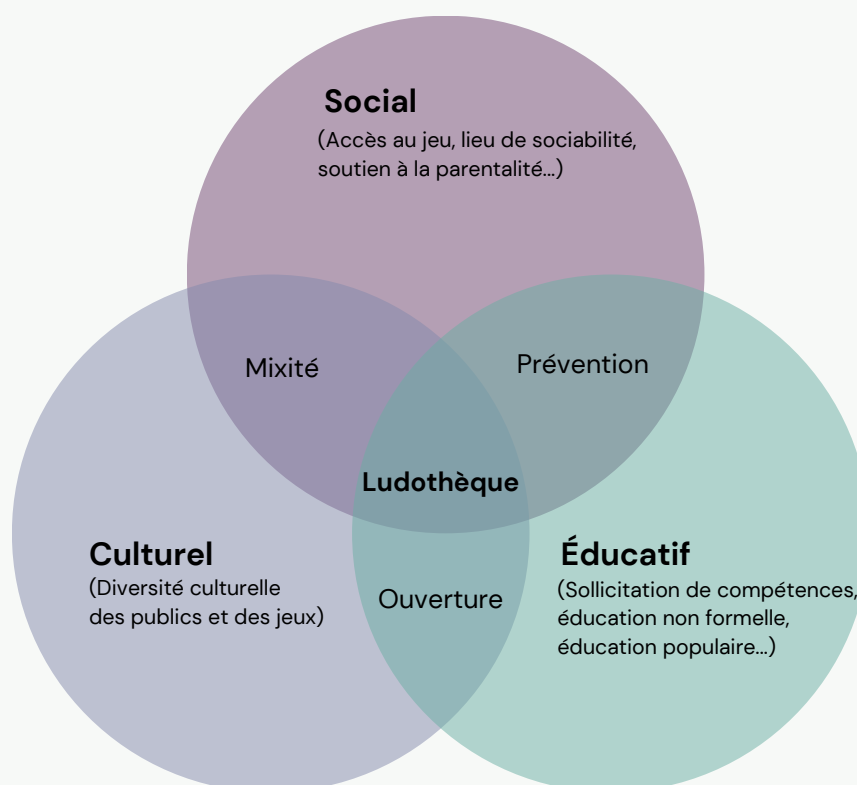 Social
(Accès au jeu, lieu de sociabilité,
soutien à la parentalité...)
Mixité
Prévention
Ludothèque
Culturel
(Diversité culturelle
des publics et des jeux)
Ouverture
Éducatif
(Sollicitation de compétences,
éducation non formelle,
éducation populaire...)